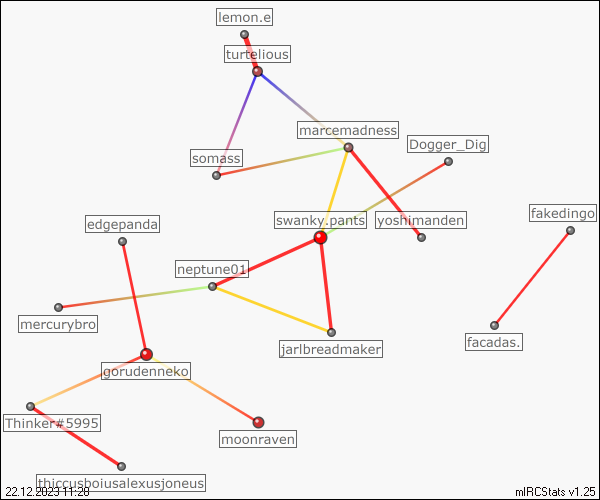 lemon.e
turtelious
marcemadness
Dogger_Dig
somass
fakedingo
edgepanda
swanky.pants
yoshimanden
neptune01
mercurybro
facadas.
jarlbreadmaker
gorudenneko
Thinker#5995
moonraven
thiccusboiusalexusjoneus
22.12.2023 11:28
mIRCStats v1.25